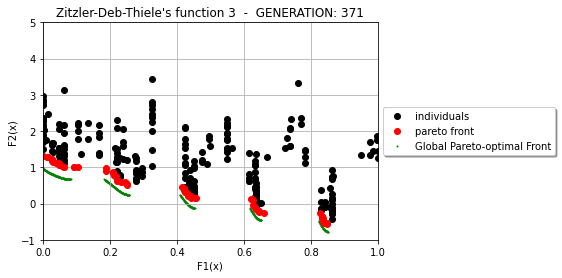 Zitzler-Deb-Thiele's function 3 - GENERATION: 371
5
4
3
2
1
0
-1
F2(x)
0.0 0.2 0.4 0.6 0.8 1.0
F1(x)
individuals
pareto front
Global Pareto-optimal Front